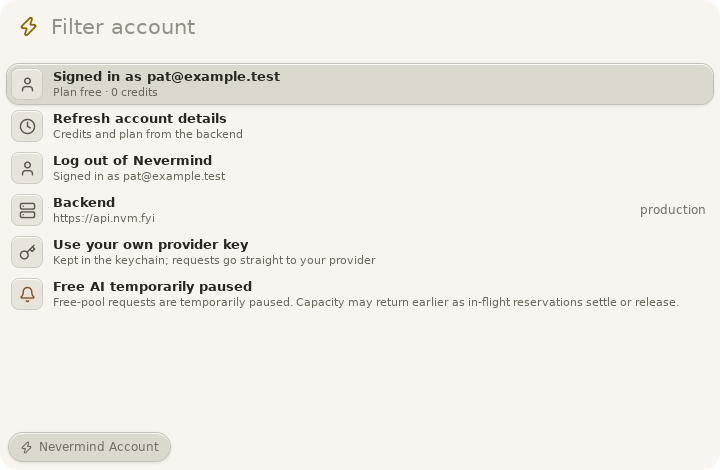 Filter account
Signed in as pat@example.test
Plan free · 0 credits
Refresh account details
Credits and plan from the backend
Log out of Nevermind
Signed in as pat@example.test
Backend
https://api.nvm.fyi
production
Use your own provider key
Kept in the keychain; requests go straight to your provider
Free AI temporarily paused
Free-pool requests are temporarily paused. Capacity may return earlier as in-flight reservations settle or release.
Nevermind Account